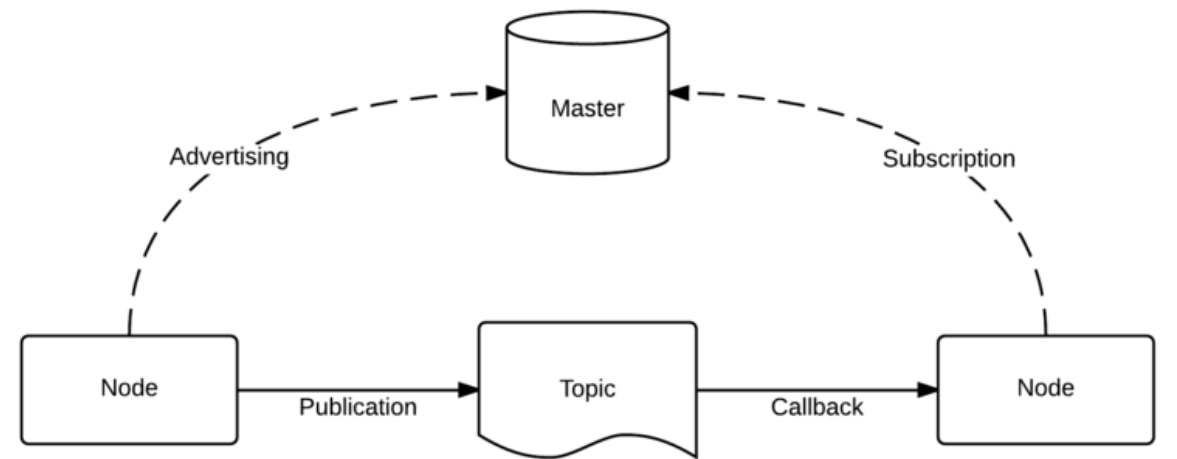 Master
Advertising
Subscription
Node
Publication
Topic
Callback
Node